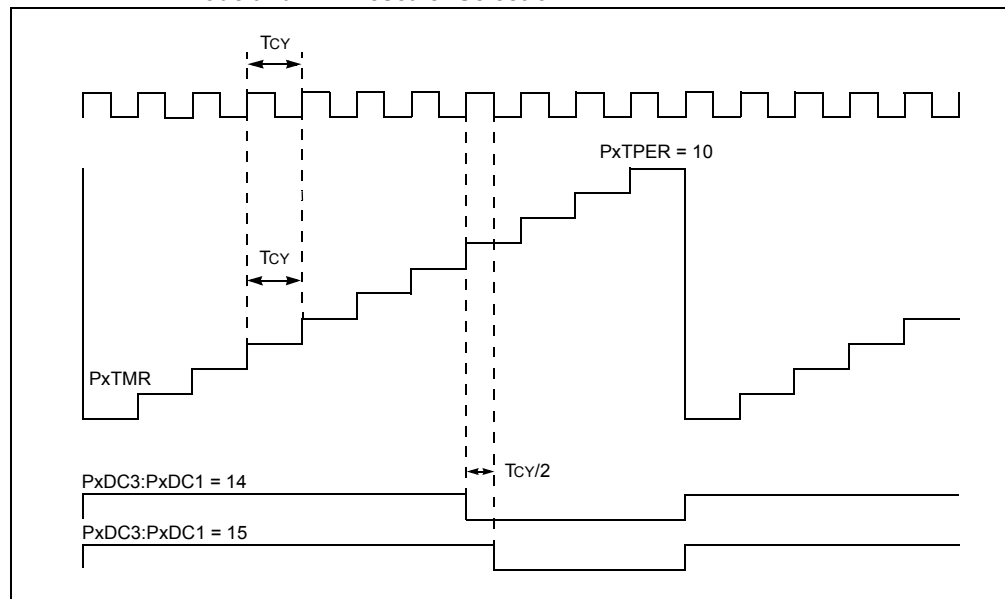 TCY
PxTPER = 10
TCY
PxTMR
TCY/2
PxDC3:PxDC1 = 14
PxDC3:PxDC1 = 15